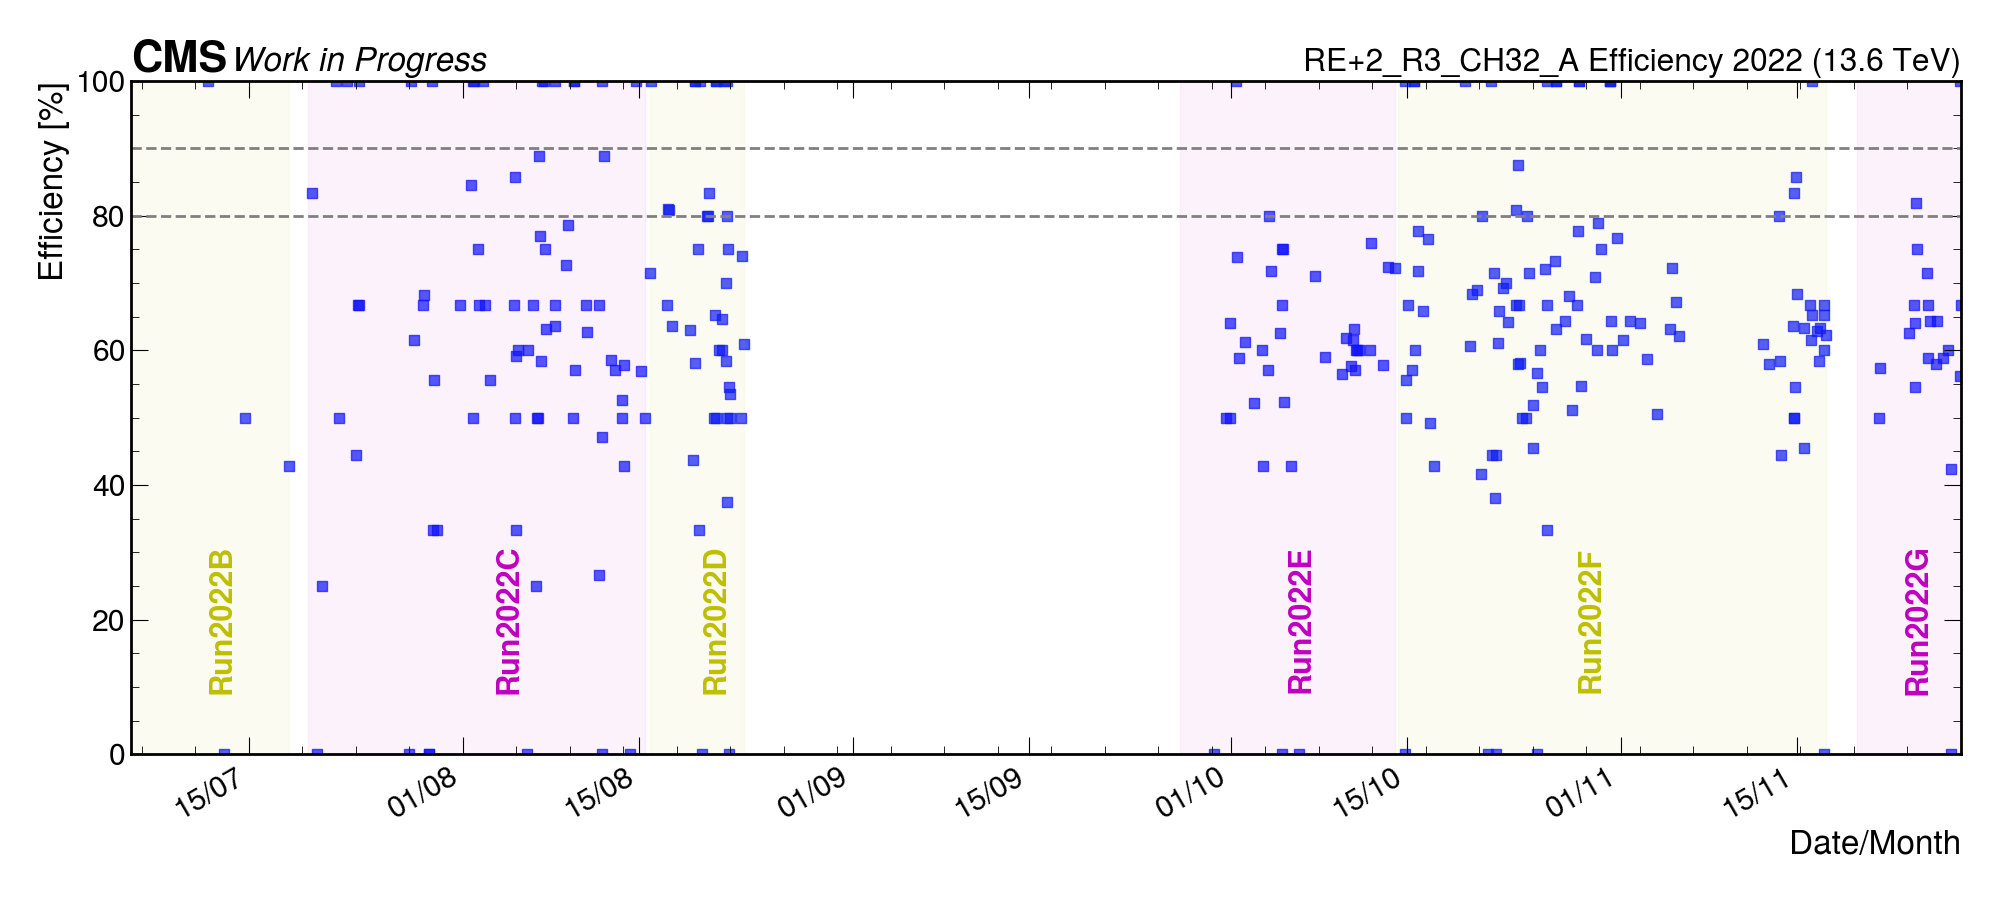 CMS Work in Progress
RE+2_R3_CH32_A Efficiency 2022 (13.6 TeV)
Efficiency [%]
100
80
60
40
20
0
Run2022B
Run2022C
Run2022D
Run2022E
Run2022F
Run2022G
15/07
01/08
15/08
01/09
15/09
01/10
15/10
01/11
15/11
Date/Month